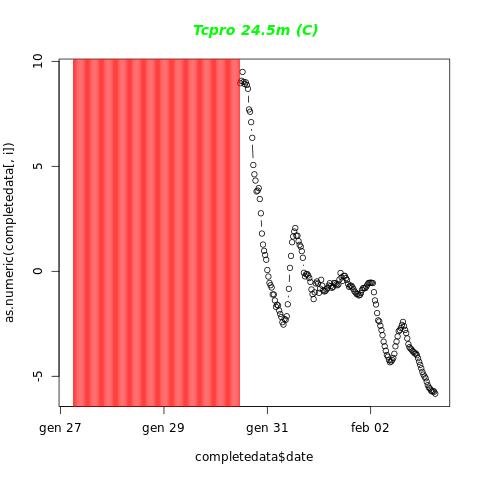 Tcpro 24.5m (C)
as.numeric(completedata[, i])
10
5
0
-5
gen 27
gen 29
gen 31
feb 02
completedata$date